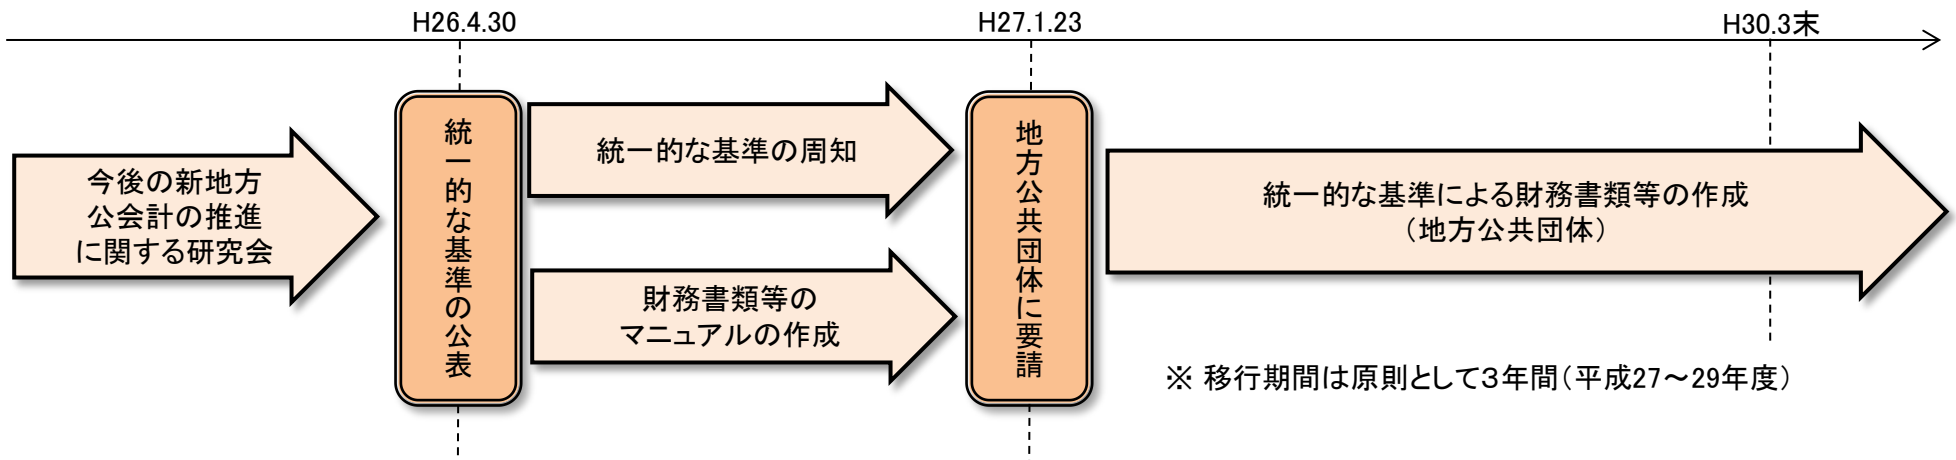 H26.4.30
H27.1.23
H30.3末
今後の新地方
公会計の推進
に関する研究会
統一的な基準の公表
統一的な基準の周知
財務書類等の
マニュアルの作成
地方公共団体に要請
統一的な基準による財務書類等の作成
（地方公共団体）
※ 移行期間は原則として３年間（平成27～29年度）